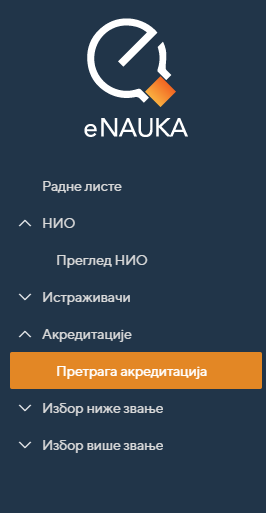 eNAUKA
Радне листе
НИО
Преглед НИО
Истраживачи
Акредитације
Претрага акредитација
Избор ниже звање
Избор више звање